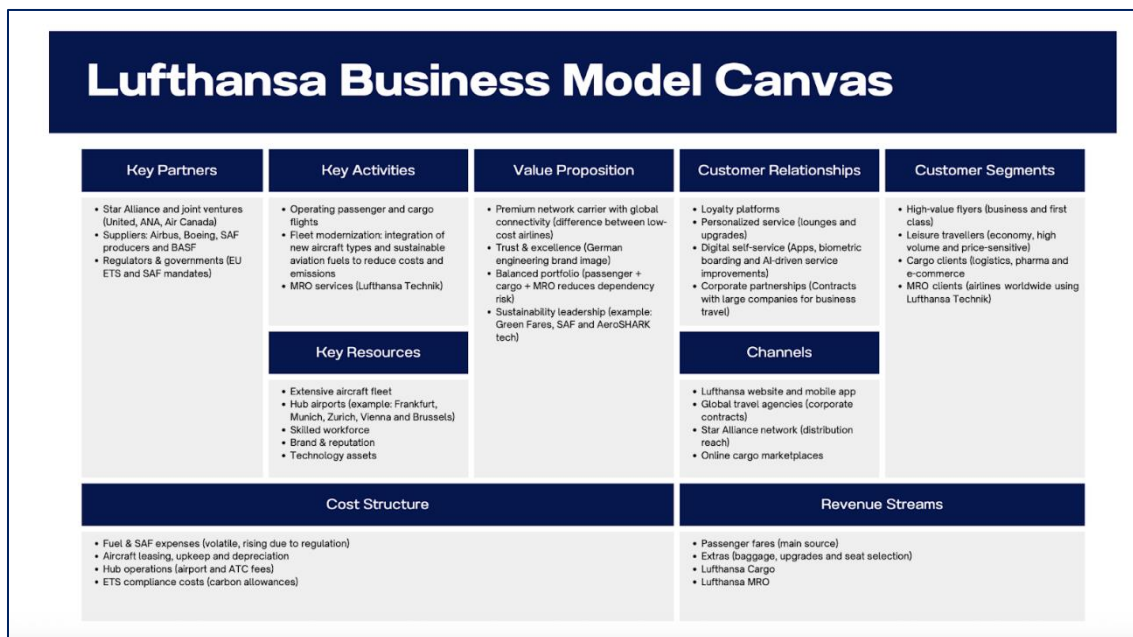 Lufthansa Business Model Canvas
Key Partners
• Star Alliance and joint ventures
(United, ANA, Air Canada)
• Suppliers: Airbus, Boeing, SAF
producers and BASF
• Regulators & governments (EU
ETS and SAF mandates)
Key Activities
• Operating passenger and cargo
flights
• Fleet modernization: integration of
new aircraft types and sustainable
aviation fuels to reduce costs and
emissions
• MRO services (Lufthansa Technik)
Key Resources
• Extensive aircraft fleet
• Hub airports (example: Frankfurt,
Munich, Zurich, Vienna and Brussels)
• Skilled workforce
• Brand & reputation
• Technology assets
Value Proposition
• Premium network carrier with global
connectivity (difference between low-
cost airlines)
• Trust & excellence (German
engineering brand image)
• Balanced portfolio (passenger +
cargo + MRO reduces dependency
risk)
• Sustainability leadership (example:
Green Fares, SAF and AeroSHARK
tech)
Customer Relationships
• Loyalty platforms
• Personalized service (lounges and
upgrades)
• Digital self-service (Apps, biometric
boarding and AI-driven service
improvements)
• Corporate partnerships (Contracts
with large companies for business
travel)
Channels
• Lufthansa website and mobile app
• Global travel agencies (corporate
contracts)
• Star Alliance network (distribution
reach)
• Online cargo marketplaces
Customer Segments
• High-value flyers (business and first
class)
• Leisure travellers (economy, high
volume and price-sensitive)
• Cargo clients (logistics, pharma and
e-commerce
• MRO clients (airlines worldwide using
Lufthansa Technik)
Cost Structure
• Fuel & SAF expenses (volatile, rising due to regulation)
• Aircraft leasing, upkeep and depreciation
• Hub operations (airport and ATC fees)
• ETS compliance costs (carbon allowances)
Revenue Streams
• Passenger fares (main source)
• Extras (baggage, upgrades and seat selection)
• Lufthansa Cargo
• Lufthansa MRO